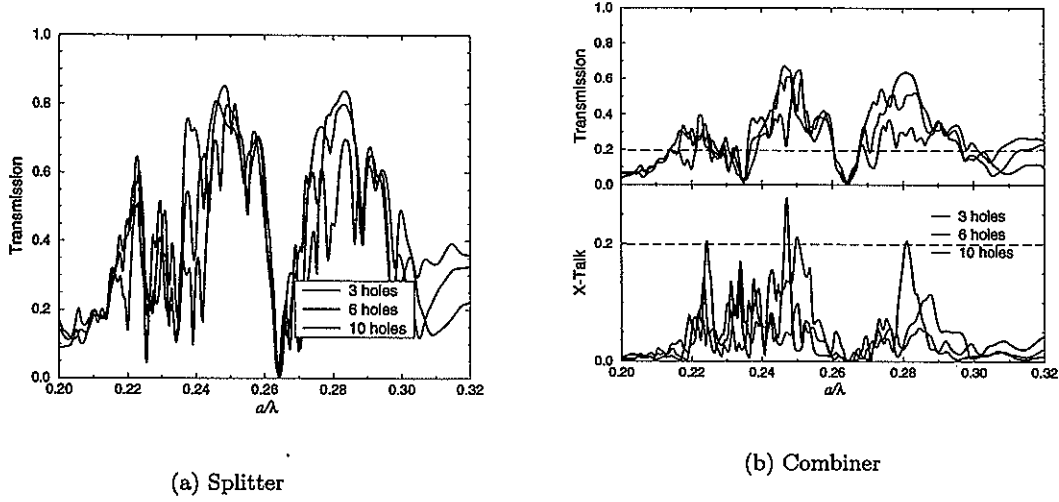 1.0
0.8
0.6
0.4
0.2
0.0
Transmission
0.20 0.22 0.24 0.26 0.28 0.30 0.32
a/λ
3 holes
6 holes
10 holes
(a) Splitter
1.0
0.8
0.6
0.4
0.2
0.0
Transmission
0.2
0.0
X-Talk
3 holes
6 holes
10 holes
0.20 0.22 0.24 0.26 0.28 0.30 0.32
a/λ
(b) Combiner